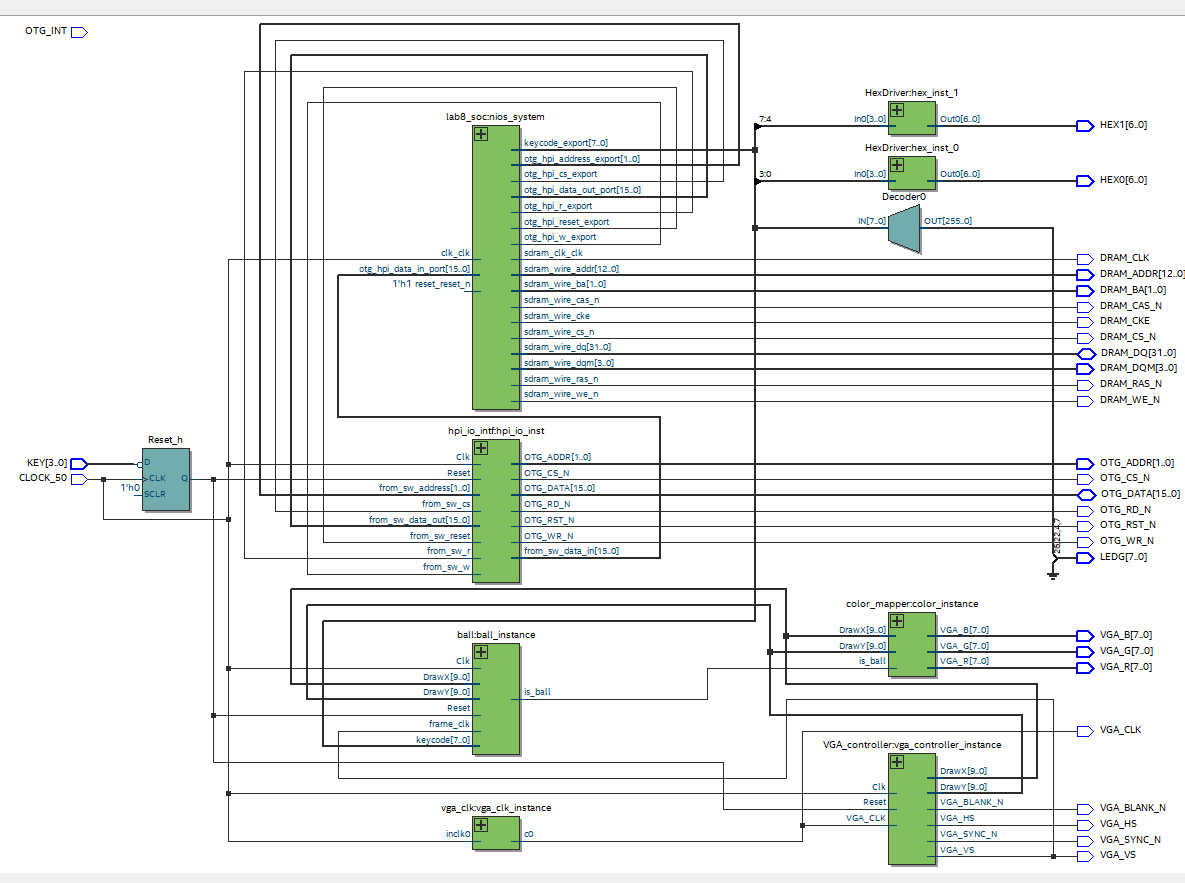 OTG_INT
HexDriver:hex_inst_1
7:4
In0[3..0]
Out0[6..0]
HEX1[6..0]
HexDriver:hex_inst_0
3:0
In0[3..0]
Out0[6..0]
HEX0[6..0]
Decoder0
IN[7..0]
OUT[255..0]
lab8_soc:nios_system
keycode_export[7..0]
otg_hpi_address_export[1..0]
otg_hpi_cs_export
otg_hpi_data_out_port[15..0]
otg_hpi_r_export
otg_hpi_reset_export
otg_hpi_w_export
clk_clk
sdram_clk_clk
DRAM_CLK
otg_hpi_data_in_port[15..0]
sdram_wire_addr[12..0]
DRAM_ADDR[12..0]
1'h1 reset_reset_n
sdram_wire_ba[1..0]
DRAM_BA[1..0]
sdram_wire_cas_n
DRAM_CAS_N
sdram_wire_cke
DRAM_CKE
sdram_wire_cs_n
DRAM_CS_N
sdram_wire_dq[31..0]
DRAM_DQ[31..0]
sdram_wire_dqm[3..0]
DRAM_DQM[3..0]
sdram_wire_ras_n
DRAM_RAS_N
sdram_wire_we_n
DRAM_WE_N
Reset_h
KEY[3..0]
D
CLOCK_50
CLK
Q
1'h0
SCLR
hpi_io_intf:hpi_io_inst
Clk
OTG_ADDR[1..0]
OTG_ADDR[1..0]
Reset
OTG_CS_N
OTG_CS_N
from_sw_address[1..0]
OTG_DATA[15..0]
OTG_DATA[15..0]
from_sw_cs
OTG_RD_N
OTG_RD_N
from_sw_data_out[15..0]
OTG_RST_N
OTG_RST_N
from_sw_reset
OTG_WR_N
OTG_WR_N
from_sw_r
from_sw_data_in[15..0]
LEDG[7..0]
from_sw_w
color_mapper:color_instance
DrawX[9..0]
VGA_B[7..0]
VGA_B[7..0]
DrawY[9..0]
VGA_G[7..0]
VGA_G[7..0]
is_ball
VGA_R[7..0]
VGA_R[7..0]
ball:ball_instance
Clk
DrawX[9..0]
DrawY[9..0]
is_ball
Reset
frame_clk
keycode[7..0]
VGA_CLK
VGA_controller:vga_controller_instance
DrawX[9..0]
Clk
DrawY[9..0]
Reset
VGA_BLANK_N
VGA_BLANK_N
VGA_CLK
VGA_HS
VGA_HS
VGA_SYNC_N
VGA_SYNC_N
VGA_VS
VGA_VS
vga_clk:vga_clk_instance
inclk0
c0